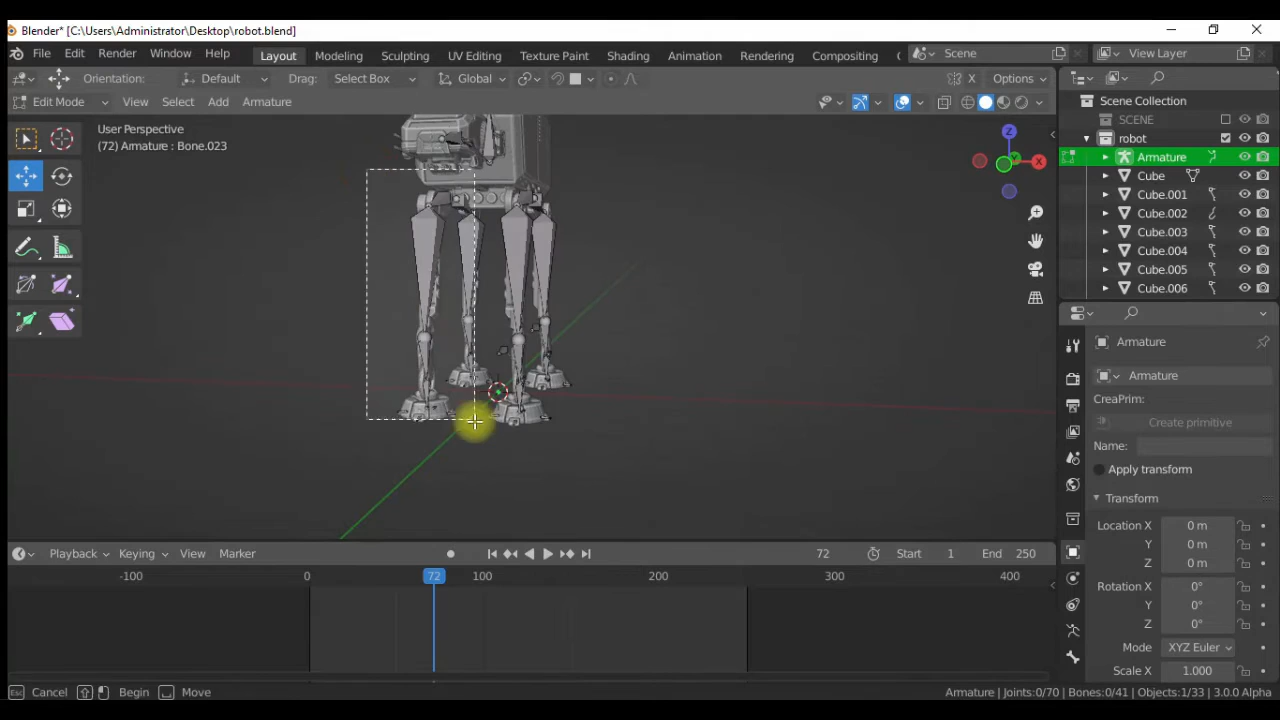 Blender* [C:\Users\Administrator\Desktop\robot.blend]
File Edit Render Window Help Layout Modeling Sculpting UV Editing Texture Paint Shading Animation Rendering Compositing Scene View Layer
Orientation: Default Drag: Select Box Global X Options
Edit Mode View Select Add Armature
User Perspective
(72) Armature : Bone.023
Z
X
Y
Scene Collection
SCENE
robot
Armature
Cube
Cube.001
Cube.002
Cube.003
Cube.004
Cube.005
Cube.006
Armature
Armature
CreaPrim:
Create primitive
Name:
Apply transform
Transform
Location X 0 m
Y 0 m
Z 0 m
Rotation X 0°
Y 0°
Z 0°
Mode XYZ Euler
Scale X 1.000
Playback Keying View Marker 72 Start 1 End 250
-100 0 72 100 200 300 400
Esc Cancel Begin Move Armature | Joints:0/70 | Bones:0/41 | Objects:1/33 | 3.0.0 Alpha